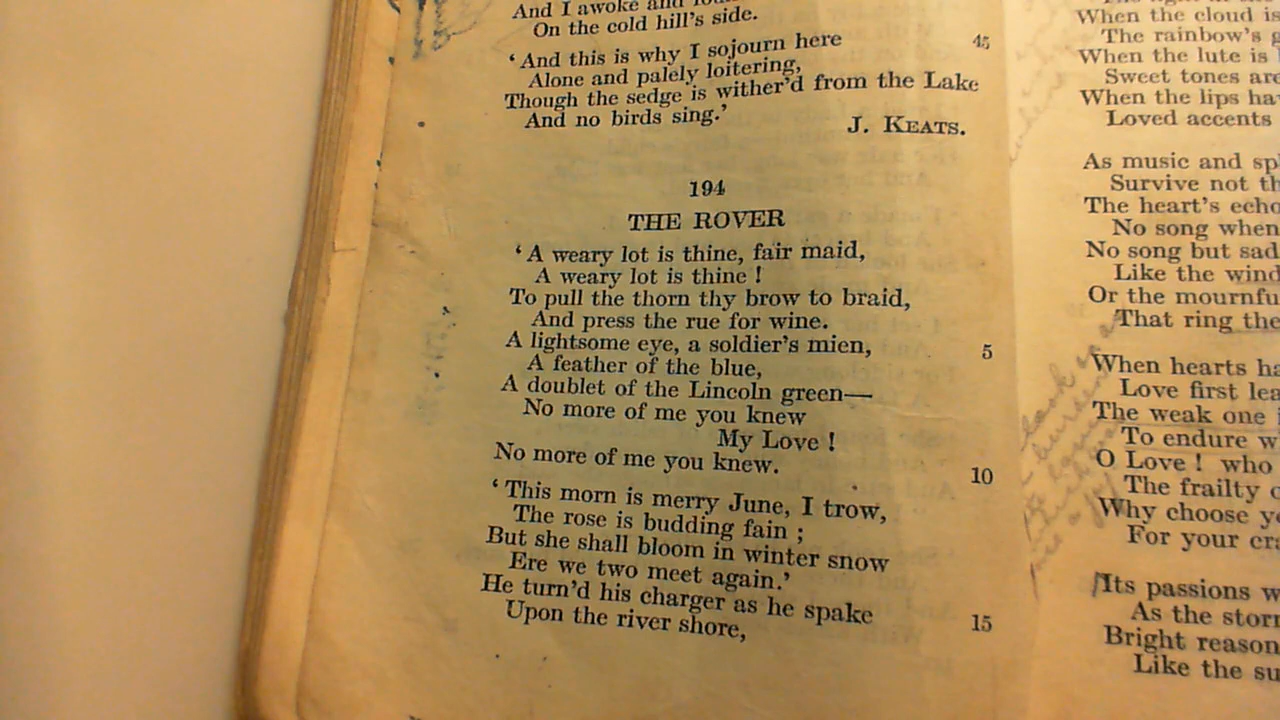 And I awoke and
On the cold hill's side.
‘And this is why I sojourn here
45
Alone and palely loitering,
Though the sedge is wither'd from the Lake
And no birds sing.’
J. KEATS.
194
THE ROVER
‘A weary lot is thine, fair maid,
A weary lot is thine !
To pull the thorn thy brow to braid,
And press the rue for wine.
A lightsome eye, a soldier's mien,
5
A feather of the blue,
A doublet of the Lincoln green—
No more of me you knew
My Love !
No more of me you knew.
10
‘This morn is merry June, I trow,
The rose is budding fain ;
But she shall bloom in winter snow
Ere we two meet again.’
He turn'd his charger as he spake
15
Upon the river shore,
When the cloud is
The rainbow's
When the lute is
Sweet tones are
When the lips
Loved accents
As music and
Survive not
The heart's
No song when
No song but sad
Like the
Or the
That ring the
When hearts
Love first
The weak one
To endure
O Love ! who
The frailty
Why choose
For your
Its passions
As the
Bright reason
Like the